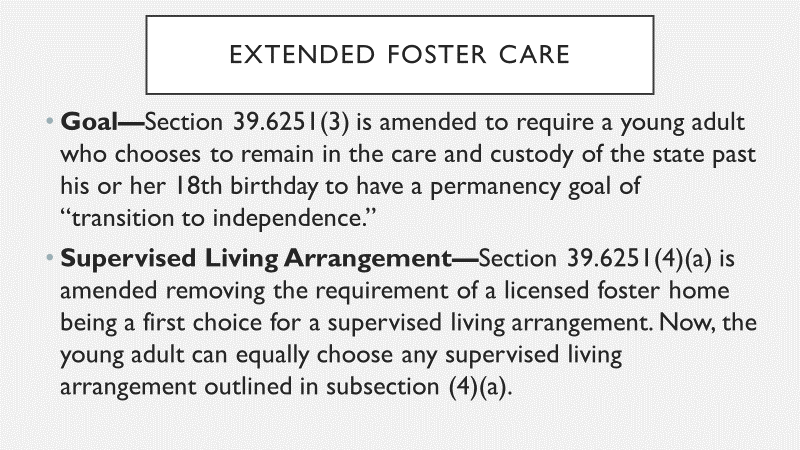 EXTENDED FOSTER CARE
• Goal—Section 39.6251(3) is amended to require a young adult
who chooses to remain in the care and custody of the state past
his or her 18th birthday to have a permanency goal of
“transition to independence.”
• Supervised Living Arrangement—Section 39.6251(4)(a) is
amended removing the requirement of a licensed foster home
being a first choice for a supervised living arrangement. Now, the
young adult can equally choose any supervised living
arrangement outlined in subsection (4)(a).